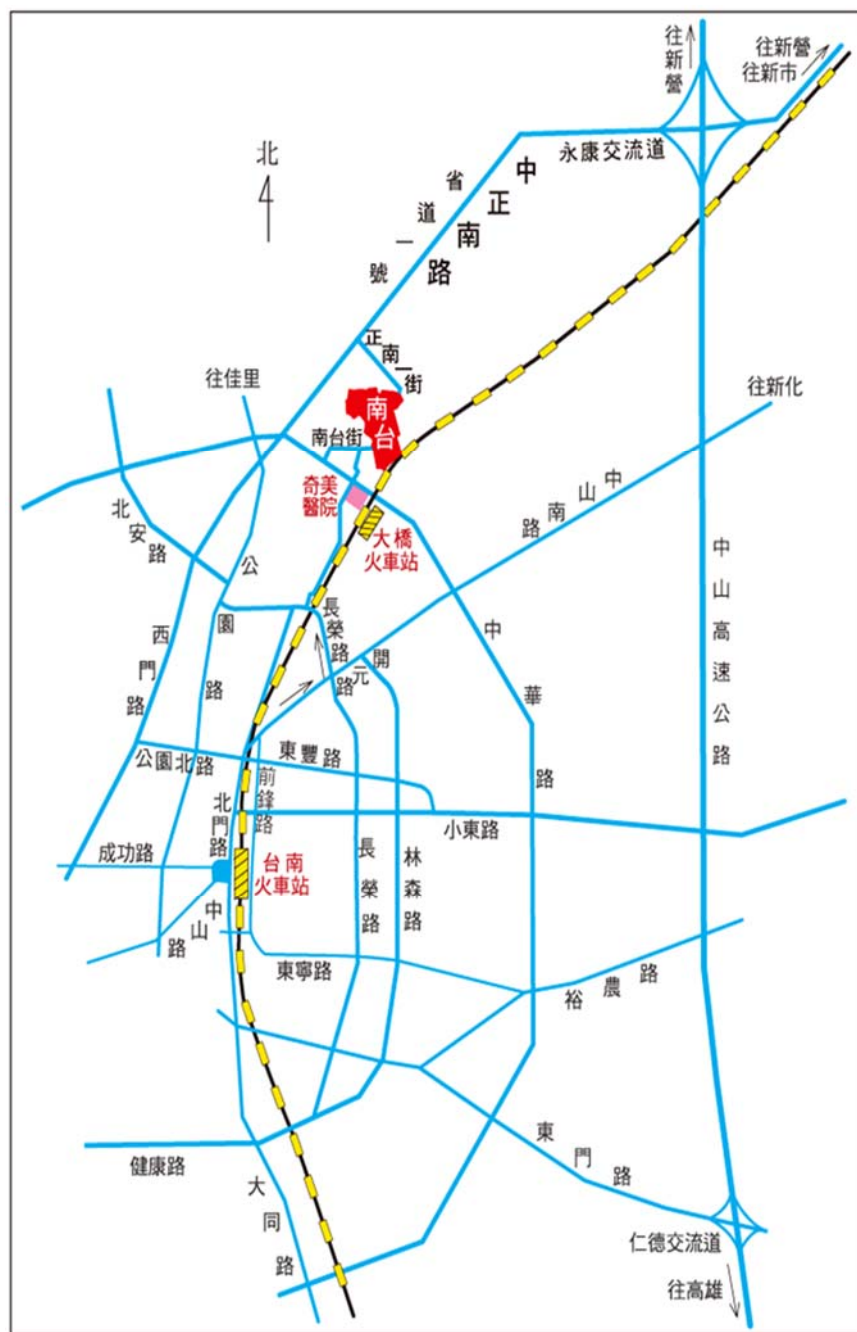 往新營
往新營
往新市
永康交流道
北
省道一號
中正南路
正南一街
往佳里
南台
往新化
南台街
奇美
醫院
大橋
火車站
中山南路
北安路
公園路
西門路
長榮路
開元路
中華路
中山高速公路
公園北路
東豐路
前鋒路
北門路
小東路
成功路
台南
火車站
長榮路
林森路
中山路
東寧路
裕農路
東門路
健康路
大同路
仁德交流道
往高雄